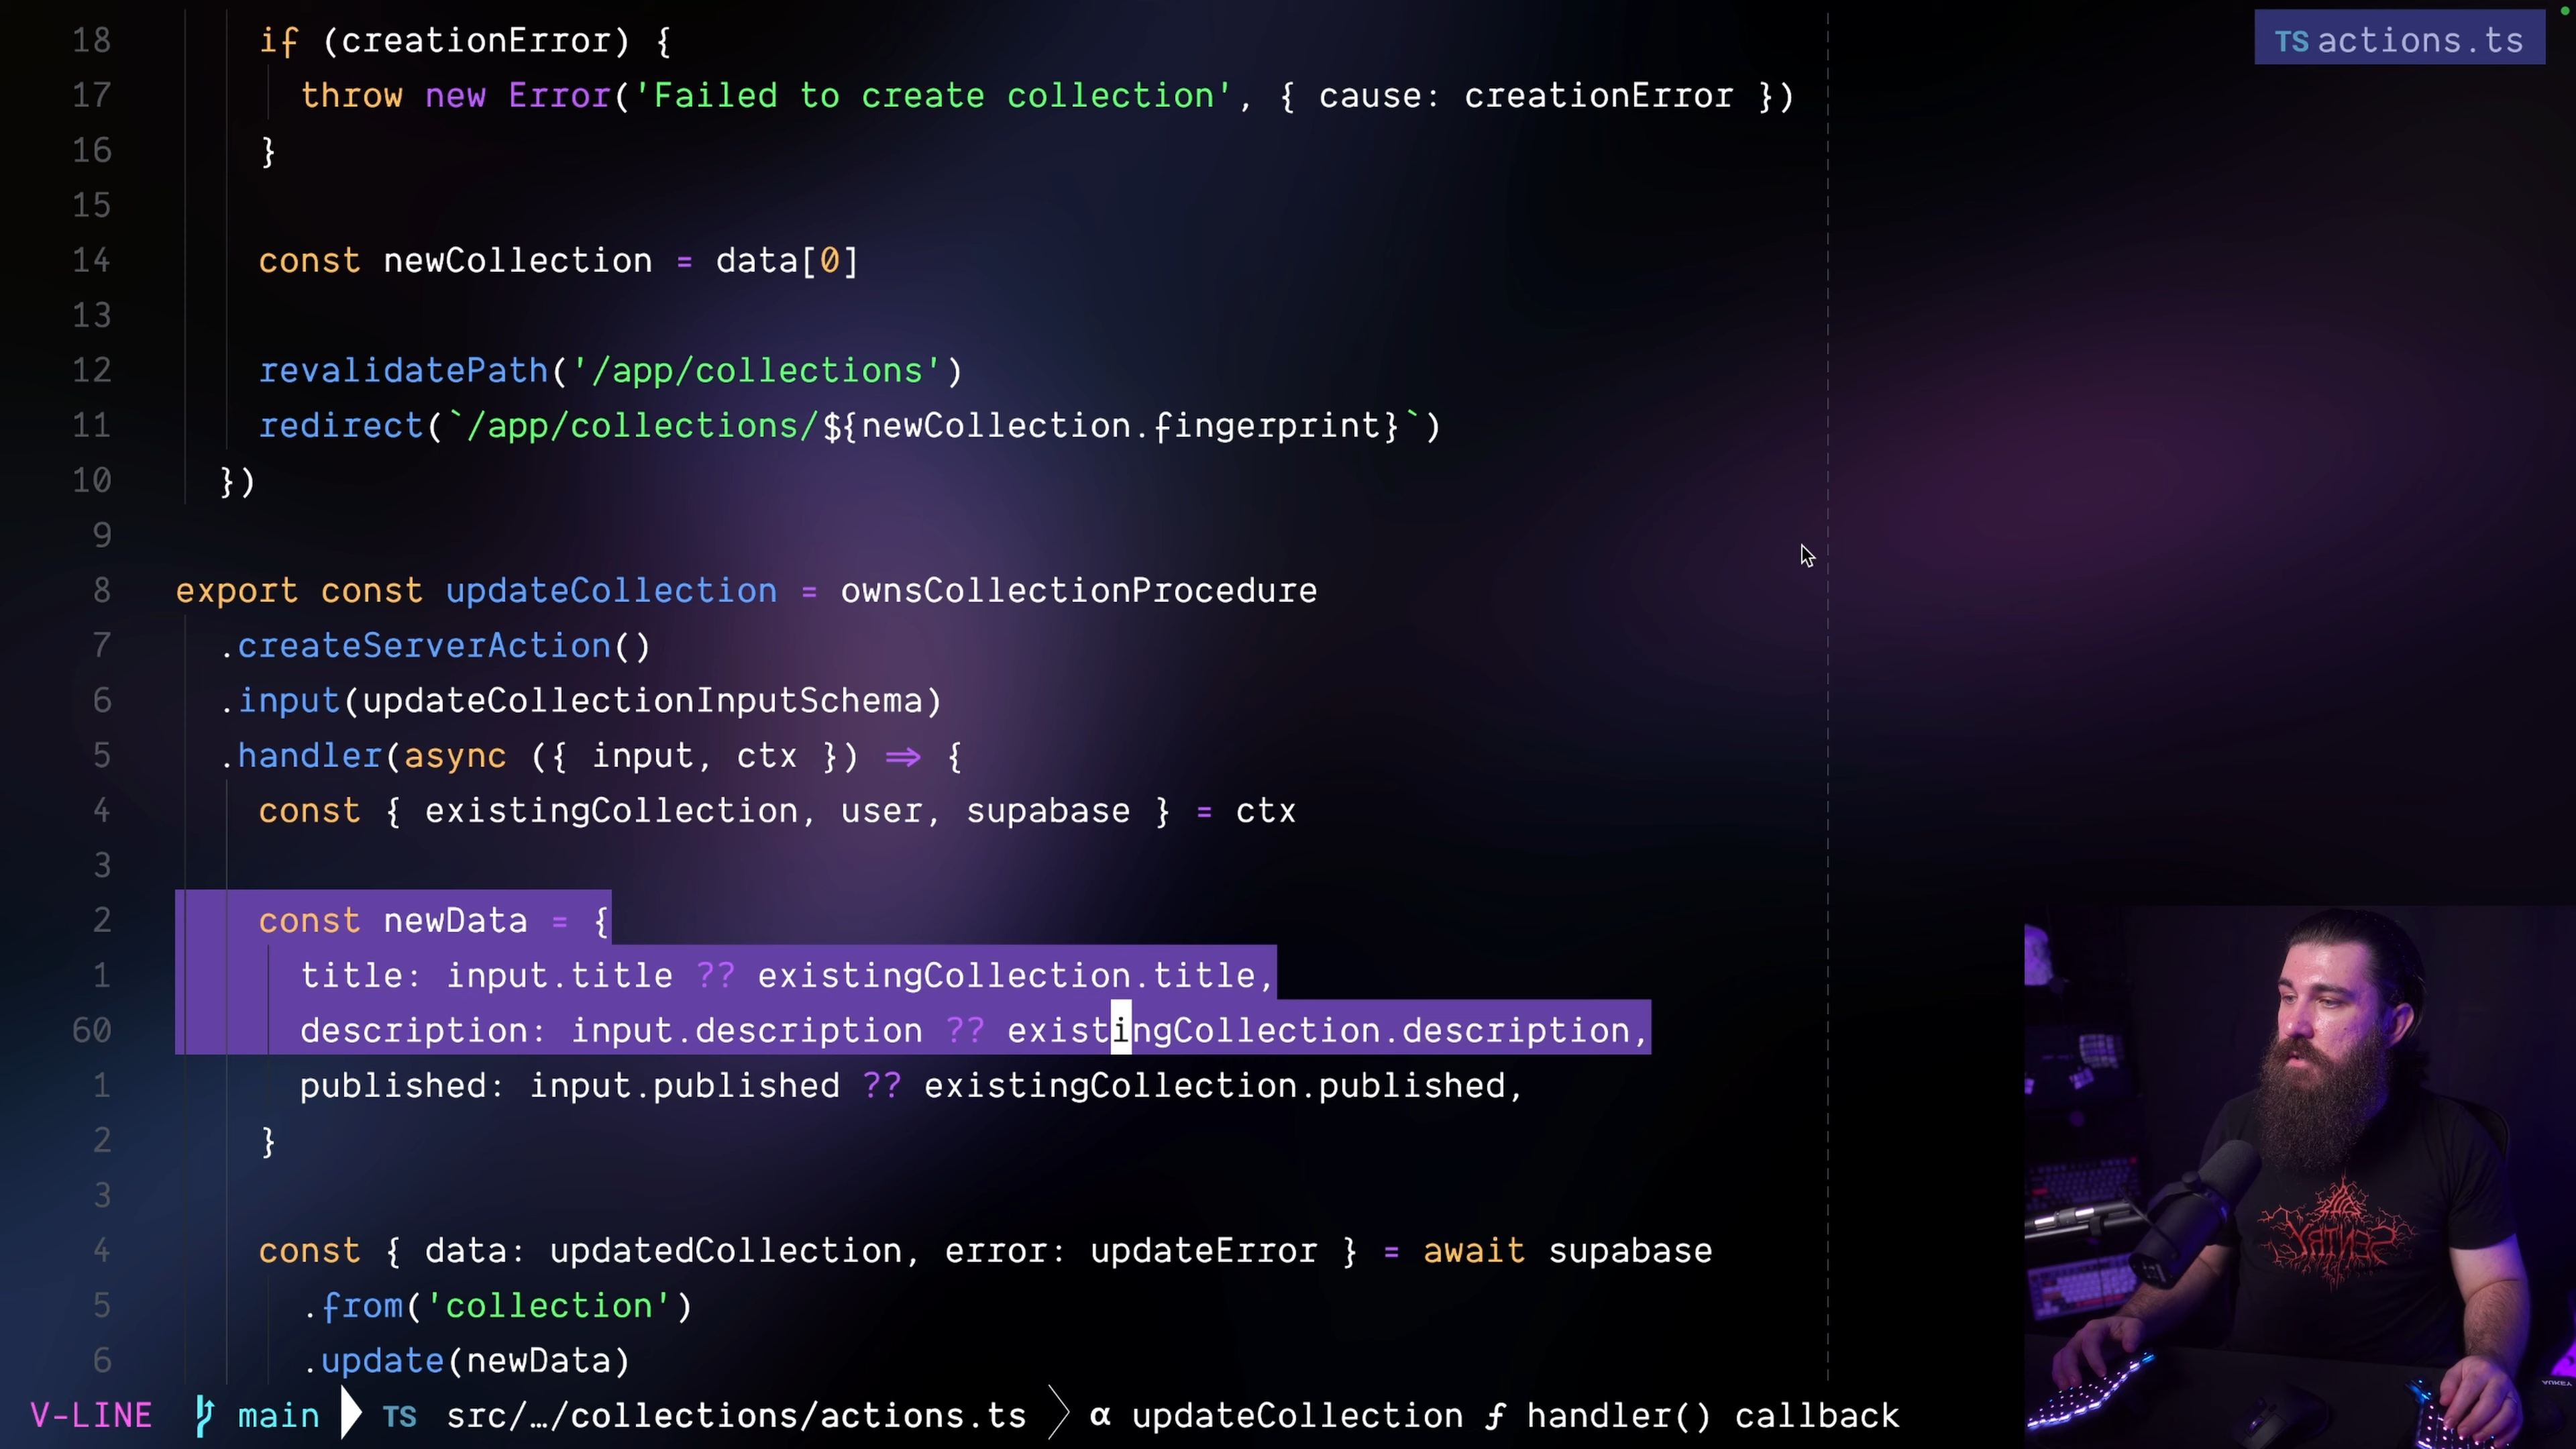 TS actions.ts
18 if (creationError) {
17 throw new Error('Failed to create collection', { cause: creationError })
16 }
15
14 const newCollection = data[0]
13
12 revalidatePath('/app/collections')
11 redirect(`/app/collections/${newCollection.fingerprint}`)
10 })
9
8 export const updateCollection = ownsCollectionProcedure
7 .createServerAction()
6 .input(updateCollectionInputSchema)
5 .handler(async ({ input, ctx }) => {
4 const { existingCollection, user, supabase } = ctx
3
2 const newData = {
1 title: input.title ?? existingCollection.title,
60 description: input.description ?? existingCollection.description,
1 published: input.published ?? existingCollection.published,
2 }
3
4 const { data: updatedCollection, error: updateError } = await supabase
5 .from('collection')
6 .update(newData)
V-LINE main TS src/…/collections/actions.ts α updateCollection ƒ handler() callback
SENTRY